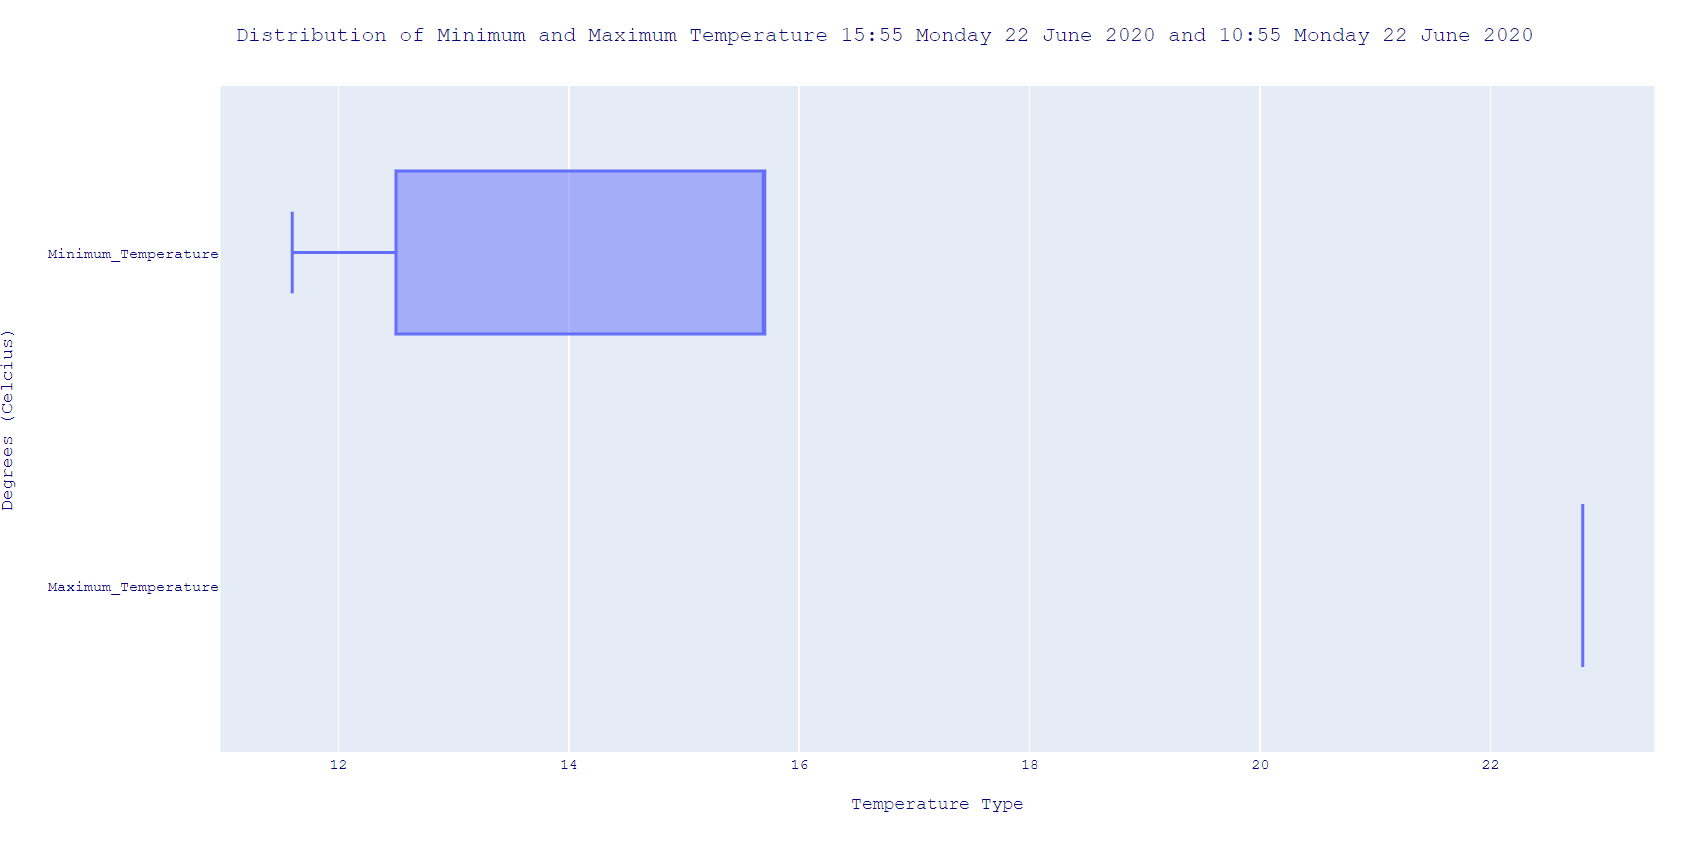 Distribution of Minimum and Maximum Temperature 15:55 Monday 22 June 2020 and 10:55 Monday 22 June 2020
Degrees (Celcius)
Minimum_Temperature
Maximum_Temperature
12
14
16
18
20
22
Temperature Type